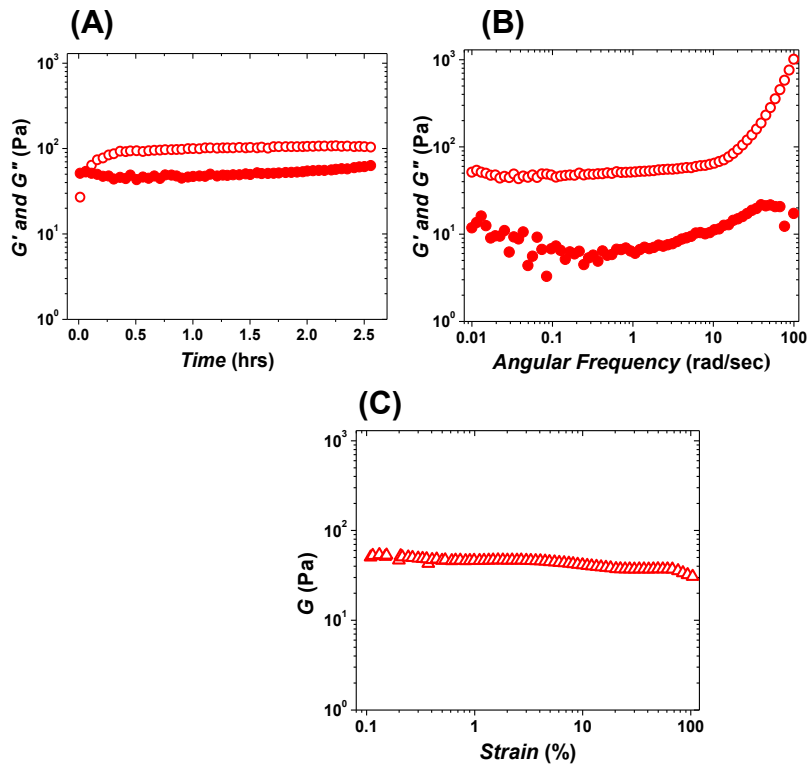 (A)
(B)
10³
10²
10¹
10⁰
G' and G" (Pa)
0.0 0.5 1.0 1.5 2.0 2.5
Time (hrs)
10³
10²
10¹
10⁰
G' and G" (Pa)
0.01 0.1 1 10 100
Angular Frequency (rad/sec)
(C)
10³
10²
10¹
10⁰
G (Pa)
0.1 1 10 100
Strain (%)